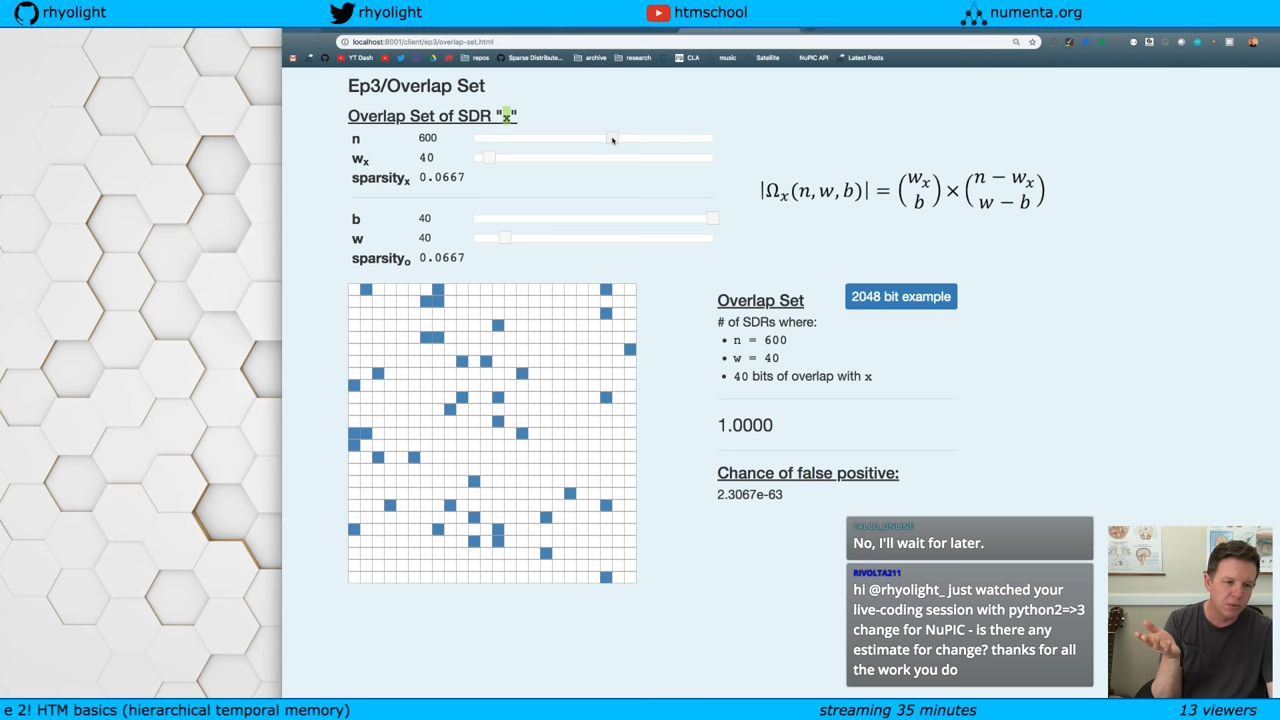 rhyolight
rhyolight
htmschool
numenta.org
localhost:8001/client/ep3/overlap-set.html
YT Dash
repos
Sparse Distribute...
archive
research
CLA
music
Satellite
NuPIC API
Latest Posts
Ep3/Overlap Set
Overlap Set of SDR "x"
n 600
wx 40
sparsityx 0.0667
b 40
w 40
sparsityo 0.0667
|Ωx(n, w, b)| = (wx b) × (n − wx w − b)
Overlap Set
2048 bit example
# of SDRs where:
• n = 600
• w = 40
• 40 bits of overlap with x
1.0000
Chance of false positive:
2.3067e-63
FALCO_ONLINE
No, I'll wait for later.
RIVOLTA211
hi @rhyolight_ just watched your
live-coding session with python2=>3
change for NuPIC - is there any
estimate for change? thanks for all
the work you do
e 2! HTM basics (hierarchical temporal memory)
streaming 35 minutes
13 viewers